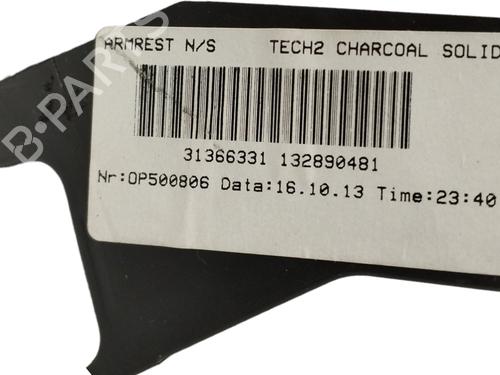 ARMREST N/S TECH2 CHARCOAL SOLID
31366331 132890481
Nr:OP500806 Data:16.10.13 Time:23:40
B-PARTS